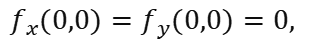 f_x(0,0) = f_y(0,0) = 0,